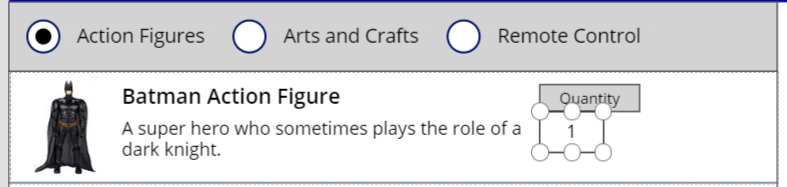 Action Figures Arts and Crafts Remote Control
Batman Action Figure
Quantity
A super hero who sometimes plays the role of a
dark knight.
1